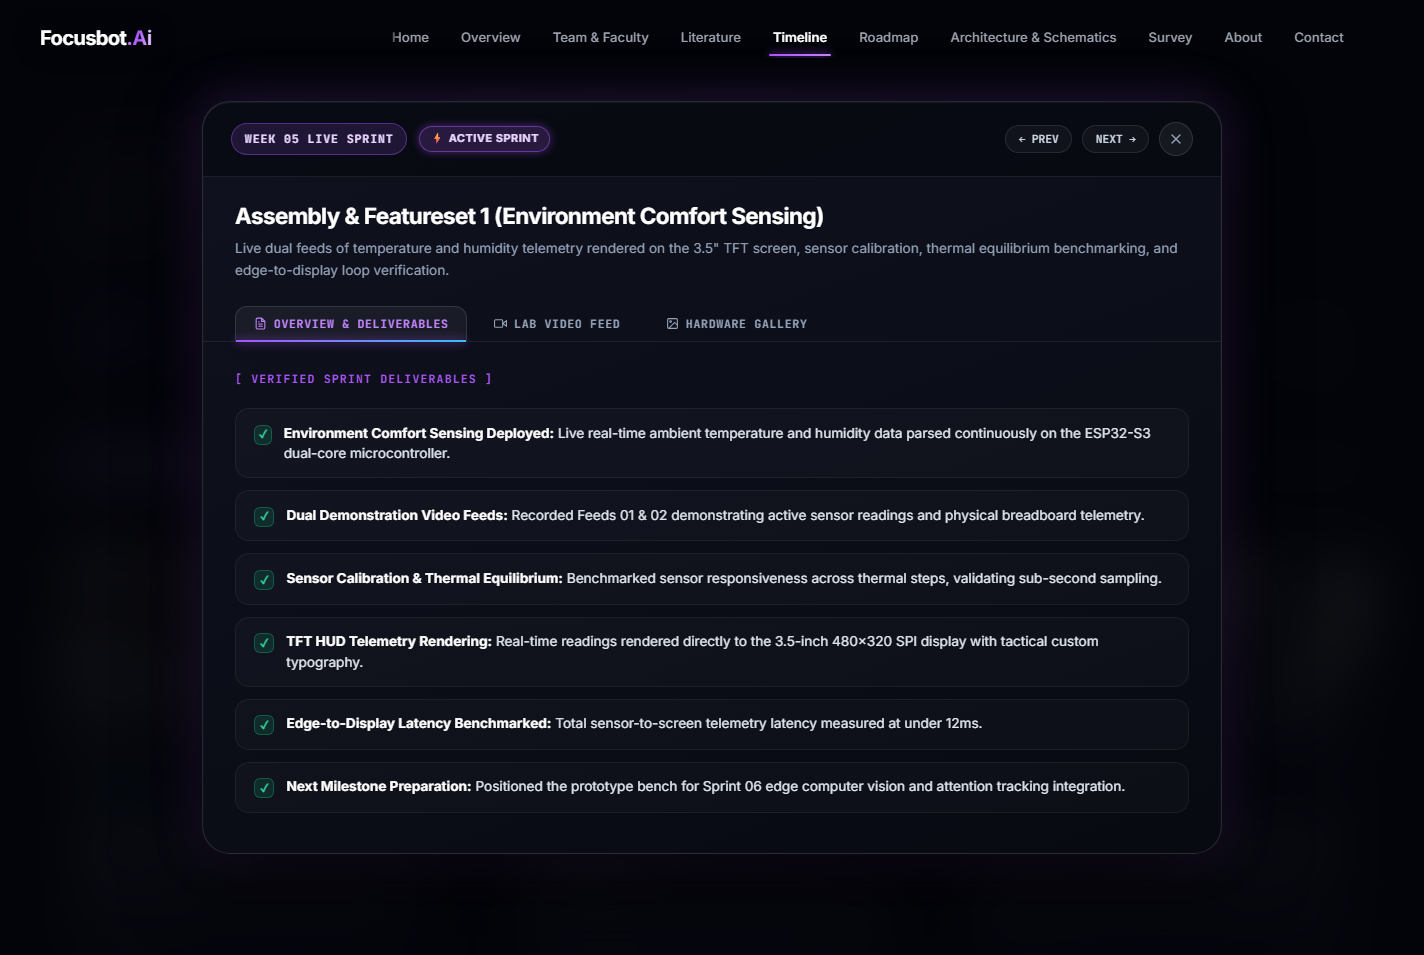 Focusbot.Ai
Home
Overview
Team & Faculty
Literature
Timeline
Roadmap
Architecture & Schematics
Survey
About
Contact
WEEK 05 LIVE SPRINT
ACTIVE SPRINT
← PREV
NEXT →
Assembly & Featureset 1 (Environment Comfort Sensing)
Live dual feeds of temperature and humidity telemetry rendered on the 3.5" TFT screen, sensor calibration, thermal equilibrium benchmarking, and
edge-to-display loop verification.
OVERVIEW & DELIVERABLES
LAB VIDEO FEED
HARDWARE GALLERY
[ VERIFIED SPRINT DELIVERABLES ]
Environment Comfort Sensing Deployed: Live real-time ambient temperature and humidity data parsed continuously on the ESP32-S3
dual-core microcontroller.
Dual Demonstration Video Feeds: Recorded Feeds 01 & 02 demonstrating active sensor readings and physical breadboard telemetry.
Sensor Calibration & Thermal Equilibrium: Benchmarked sensor responsiveness across thermal steps, validating sub-second sampling.
TFT HUD Telemetry Rendering: Real-time readings rendered directly to the 3.5-inch 480×320 SPI display with tactical custom
typography.
Edge-to-Display Latency Benchmarked: Total sensor-to-screen telemetry latency measured at under 12ms.
Next Milestone Preparation: Positioned the prototype bench for Sprint 06 edge computer vision and attention tracking integration.